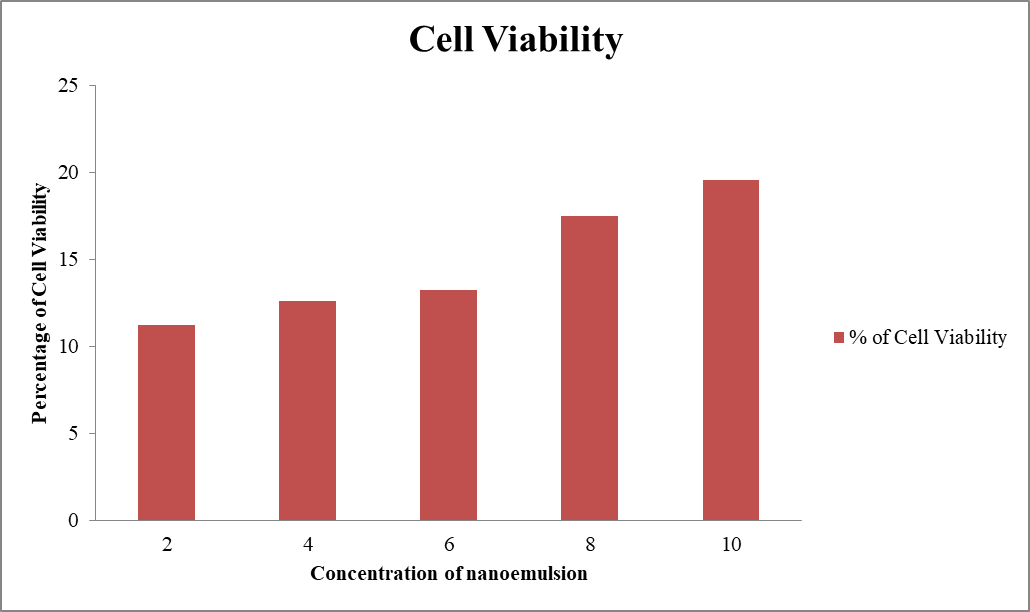 Cell Viability
25
20
15
10
5
0
Percentage of Cell Viability
2 4 6 8 10
Concentration of nanoemulsion
% of Cell Viability